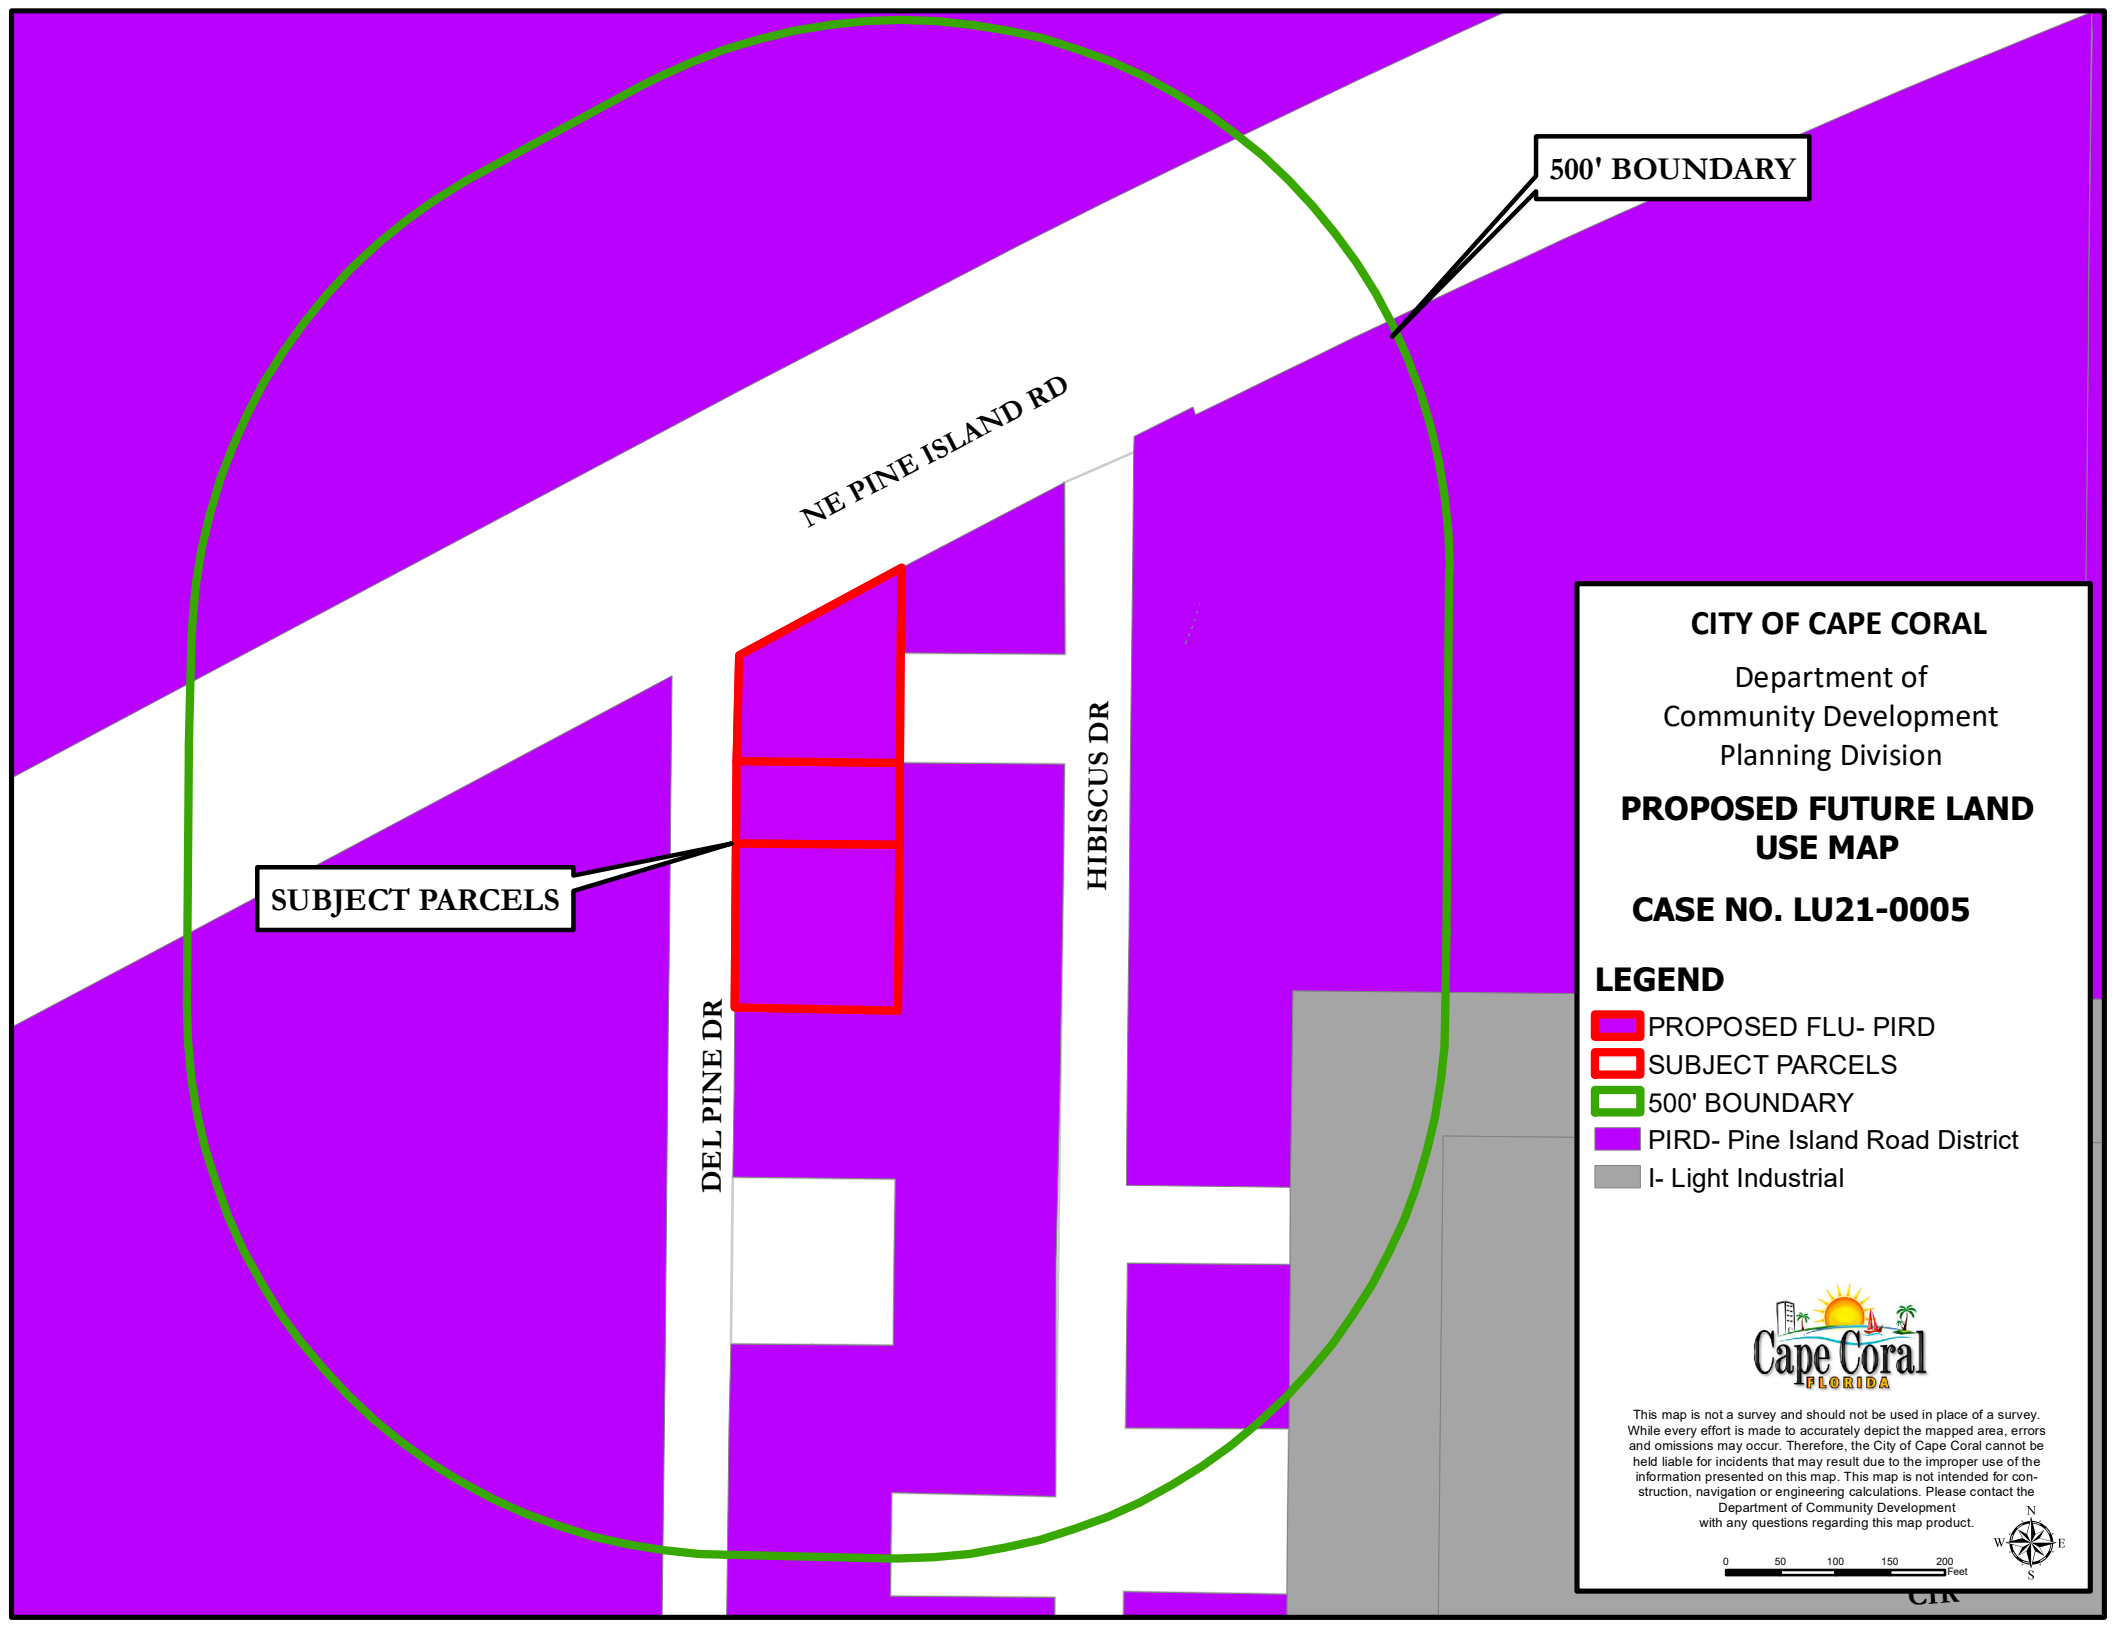 500' BOUNDARY
NE PINE ISLAND RD
HIBISCUS DR
SUBJECT PARCELS
DEL PINE DR
CITY OF CAPE CORAL
Department of
Community Development
Planning Division
PROPOSED FUTURE LAND
USE MAP
CASE NO. LU21-0005
LEGEND
PROPOSED FLU- PIRD
SUBJECT PARCELS
500' BOUNDARY
PIRD- Pine Island Road District
I- Light Industrial
Cape Coral
FLORIDA
This map is not a survey and should not be used in place of a survey.
While every effort is made to accurately depict the mapped area, errors
and omissions may occur. Therefore, the City of Cape Coral cannot be
held liable for incidents that may result due to the improper use of the
information presented on this map. This map is not intended for con-
struction, navigation or engineering calculations. Please contact the
Department of Community Development
with any questions regarding this map product.
N
W E
S
0 50 100 150 200
Feet
CIR